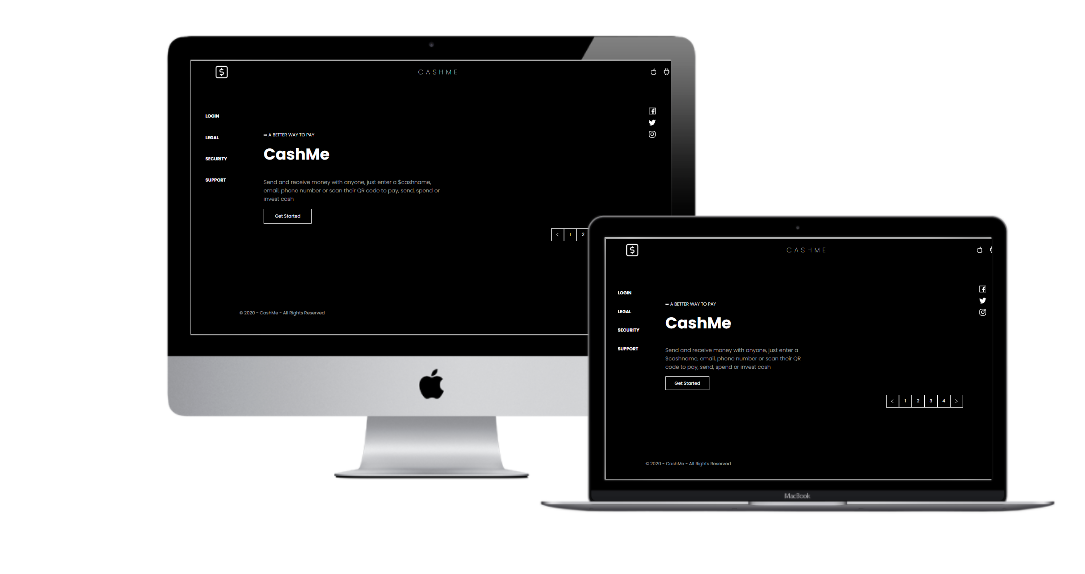 $
CASHME
LOGIN
LEGAL
SECURITY
SUPPORT
— A BETTER WAY TO PAY
CashMe
Send and receive money with anyone, just enter a $cashname,
email, phone number or scan their QR code to pay, send, spend or
invest cash
Get Started
< 1 2
© 2020 - CashMe - All Rights Reserved
$
CASHME
LOGIN
LEGAL
SECURITY
SUPPORT
— A BETTER WAY TO PAY
CashMe
Send and receive money with anyone, just enter a
$cashname, email, phone number or scan their QR
code to pay, send, spend or invest cash
Get Started
< 1 2 3 4 >
© 2020 - CashMe - All Rights Reserved
MacBook